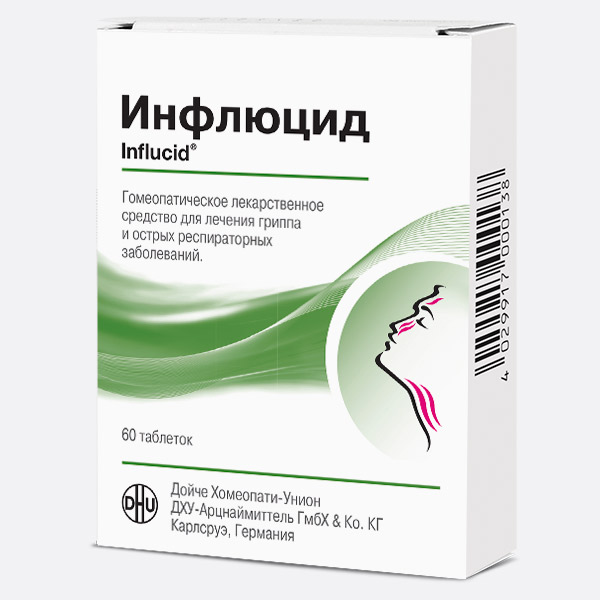 Инфлюцид
Influcid®
Гомеопатическое лекарственное
средство для лечения гриппа
и острых респираторных
заболеваний.
60 таблеток
DHU
Дойче Хомеопати-Унион
ДХУ-Арцнаймиттель ГмбХ & Ко. КГ
Карлсруэ, Германия
4 029917 000138